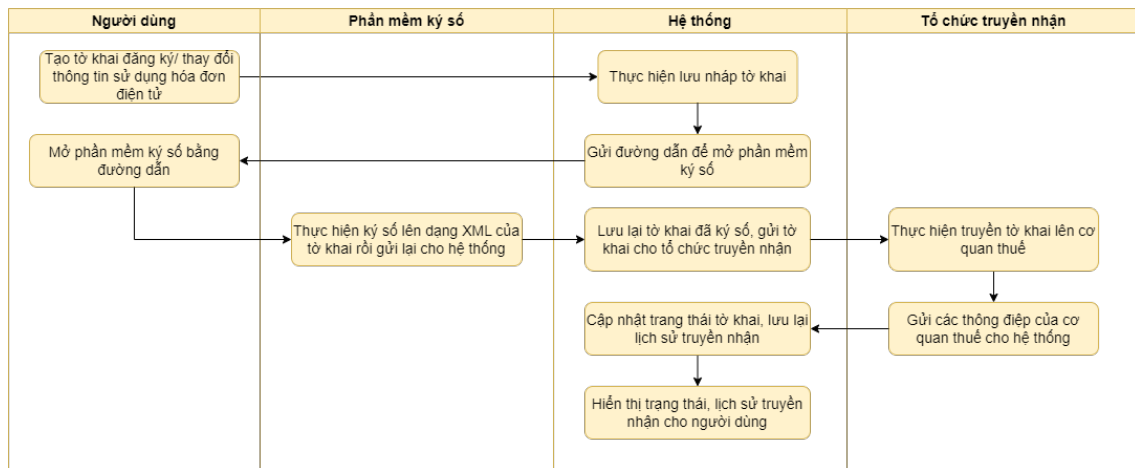 Người dùng
Phần mềm ký số
Hệ thống
Tổ chức truyền nhận
Tạo tờ khai đăng ký/ thay đổi
thông tin sử dụng hóa đơn
điện tử
Thực hiện lưu nháp tờ khai
Mở phần mềm ký số bằng
đường dẫn
Gửi đường dẫn để mở phần mềm
ký số
Thực hiện ký số lên dạng XML của
tờ khai rồi gửi lại cho hệ thống
Lưu lại tờ khai đã ký số, gửi tờ
khai cho tổ chức truyền nhận
Thực hiện truyền tờ khai lên cơ
quan thuế
Cập nhật trang thái tờ khai, lưu lại
lịch sử truyền nhận
Gửi các thông điệp của cơ
quan thuế cho hệ thống
Hiển thị trạng thái, lịch sử truyền
nhận cho người dùng